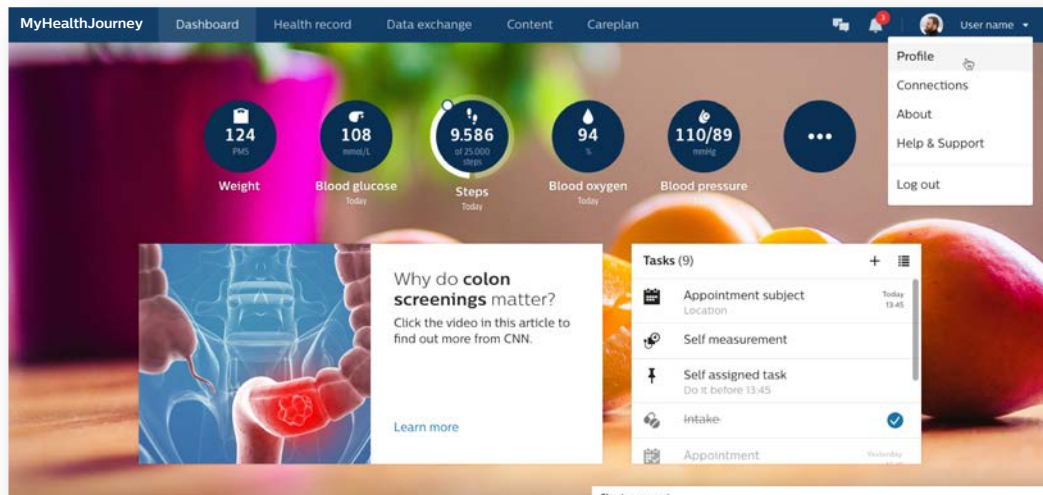 MyHealthJourney Dashboard Health record Data exchange Content Careplan 3 User name
Profile
Connections
About
Help & Support
Log out
124
PMS
Weight
108
mmol/L
Blood glucose
Today
9.586
of 25.000
steps
Steps
Today
94
%
Blood oxygen
Today
110/89
mmHg
Blood pressure
Why do colon
screenings matter?
Click the video in this article to
find out more from CNN.
Learn more
Tasks (9)
Appointment subject Today
Location 13:45
Self measurement
Self assigned task
Do it before 13:45
Intake
Appointment Yesterday